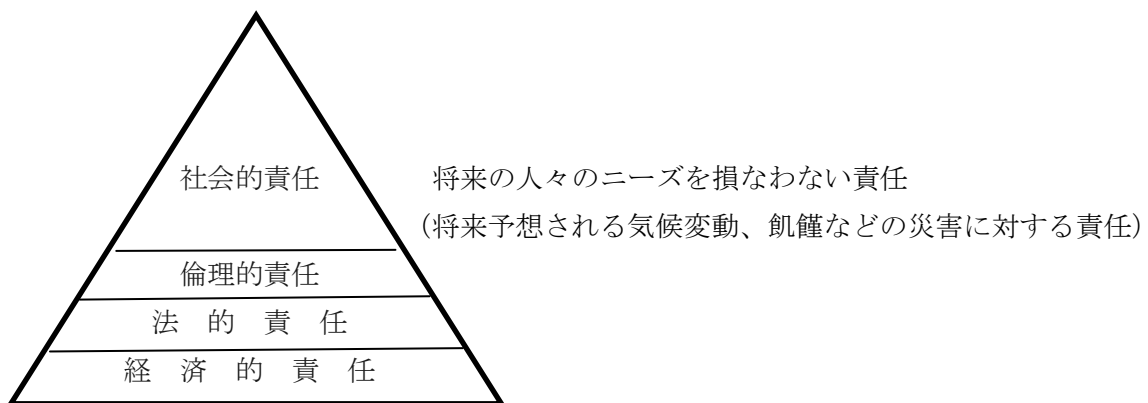 社会的責任
将来の人々のニーズを損なわない責任
(将来予想される気候変動、飢饉などの災害に対する責任)
倫理的責任
法的責任
経済的責任